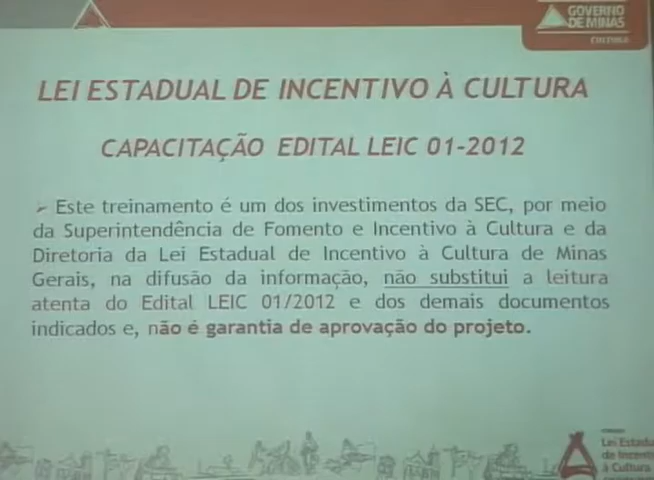 GOVERNO
DE MINAS
CULTURA
LEI ESTADUAL DE INCENTIVO À CULTURA
CAPACITAÇÃO EDITAL LEIC 01-2012
➢ Este treinamento é um dos investimentos da SEC, por meio
da Superintendência de Fomento e Incentivo à Cultura e da
Diretoria da Lei Estadual de Incentivo à Cultura de Minas
Gerais, na difusão da informação, não substitui a leitura
atenta do Edital LEIC 01/2012 e dos demais documentos
indicados e, não é garantia de aprovação do projeto.
Lei Estadu
de Incent
à Cultura